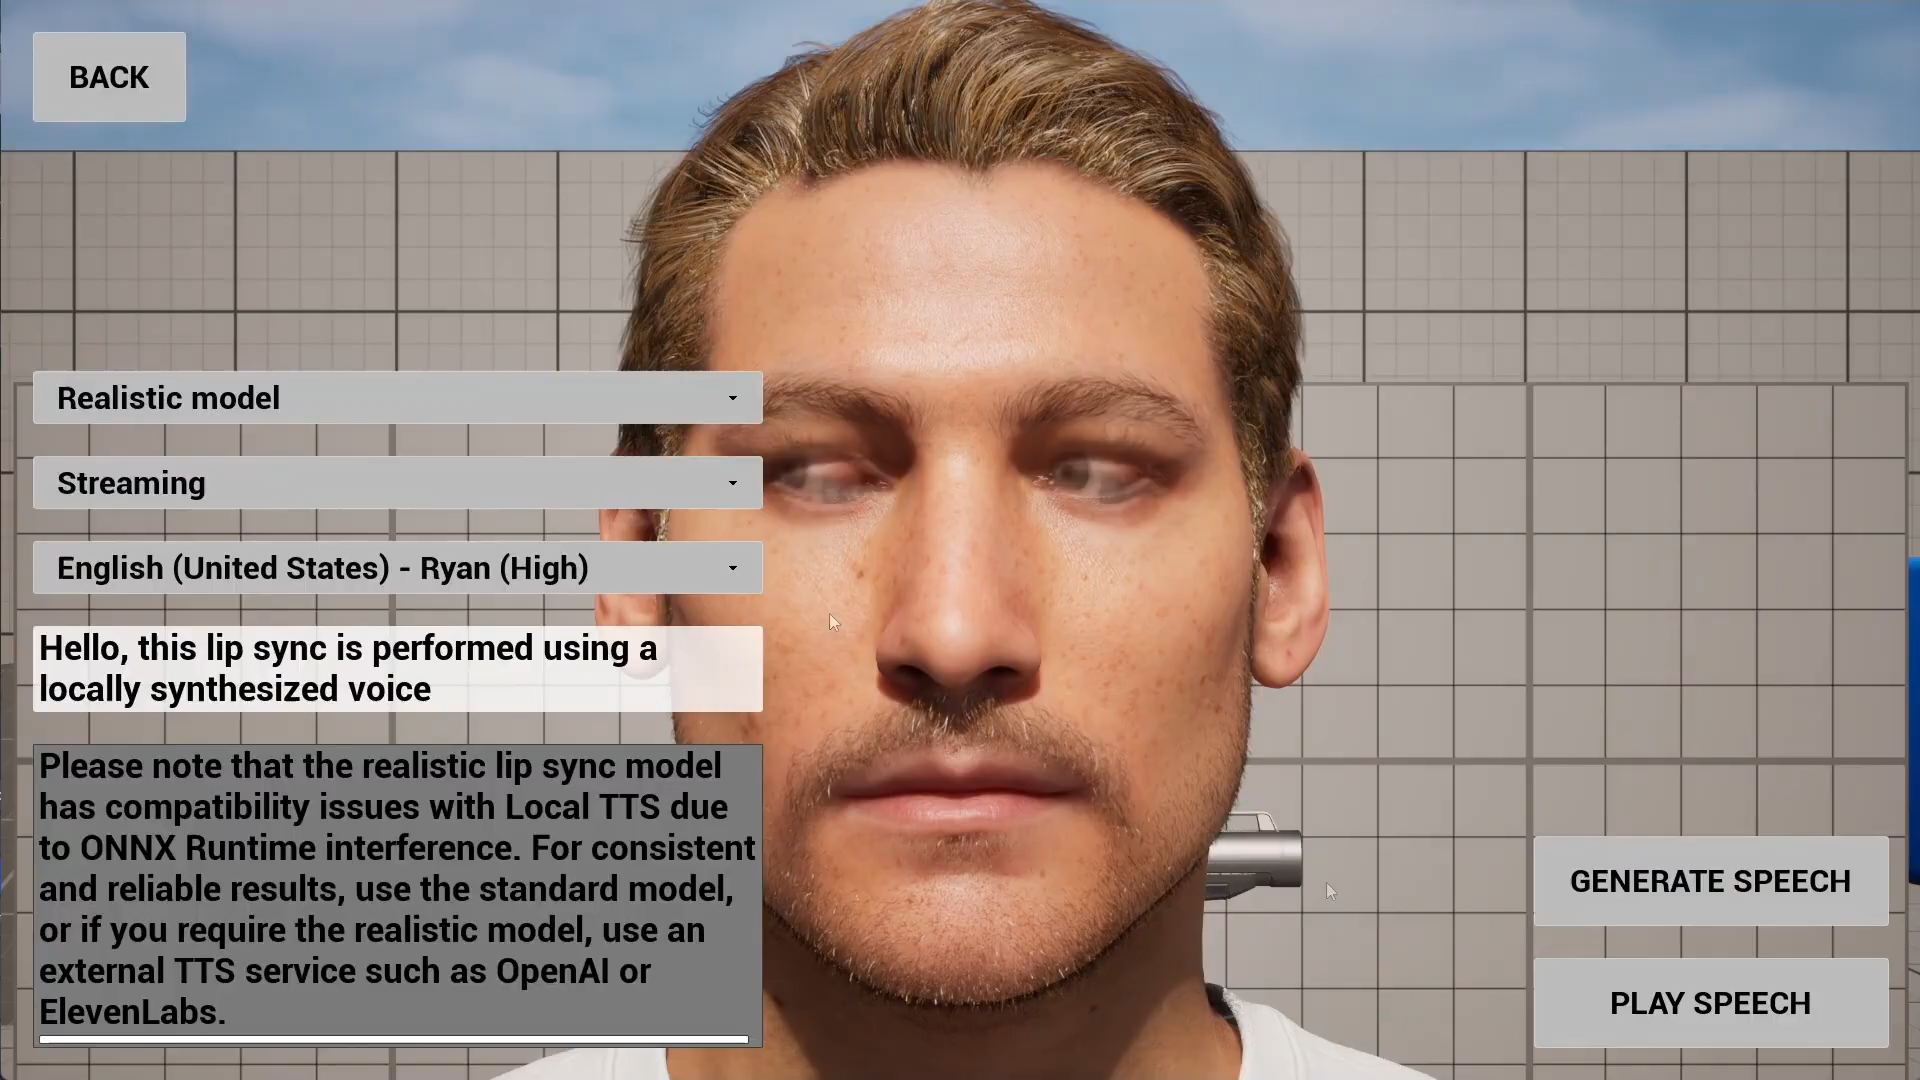 BACK
Realistic model
Streaming
English (United States) - Ryan (High)
Hello, this lip sync is performed using a
locally synthesized voice
Please note that the realistic lip sync model
has compatibility issues with Local TTS due
to ONNX Runtime interference. For consistent
and reliable results, use the standard model,
or if you require the realistic model, use an
external TTS service such as OpenAI or
ElevenLabs.
GENERATE SPEECH
PLAY SPEECH